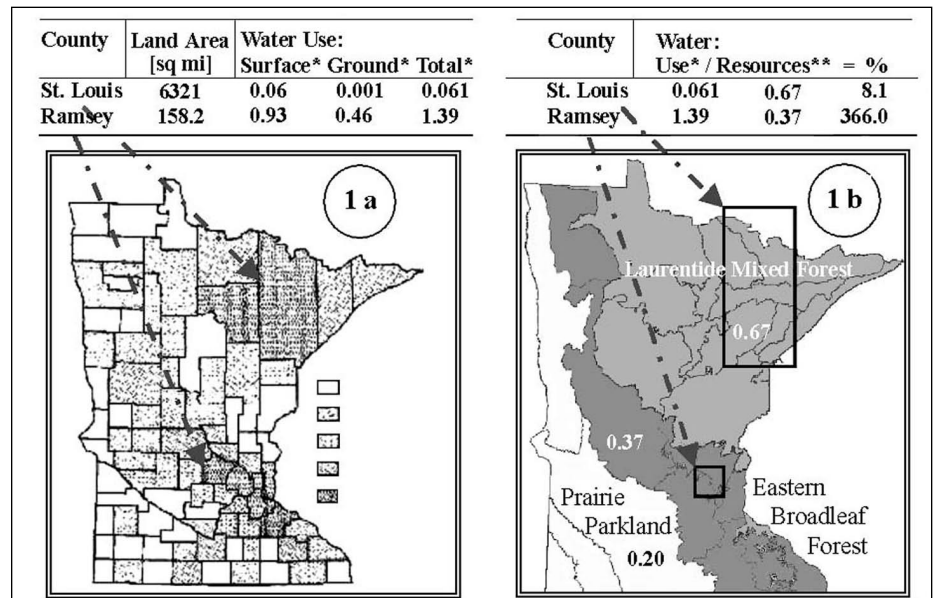 County Land Area Water Use:
[sq mi] Surface* Ground* Total*
St. Louis 6321 0.06 0.001 0.061
Ramsey 158.2 0.93 0.46 1.39
1 a
County Water:
Use* / Resources** = %
St. Louis 0.061 0.67 8.1
Ramsey 1.39 0.37 366.0
1 b
Laurentide Mixed Forest
0.67
0.37
Prairie
Parkland
0.20
Eastern
Broadleaf
Forest